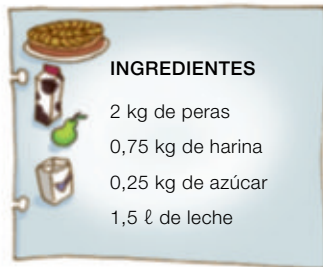 INGREDIENTES
2 kg de peras
0,75 kg de harina
0,25 kg de azúcar
1,5 ℓ de leche